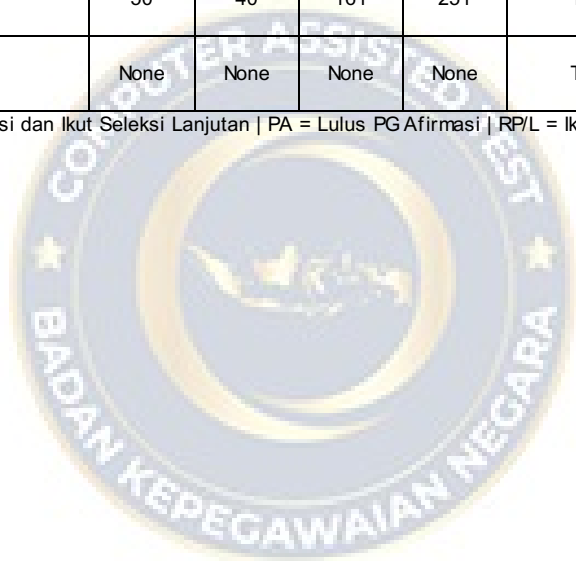 None None None None T
si dan Ikut Seleksi Lanjutan | PA = Lulus PG Afirmasi | RP/L = Ik
COMPUTER ASSISTED TEST
BADAN KEPEGAWAIAN NEGARA